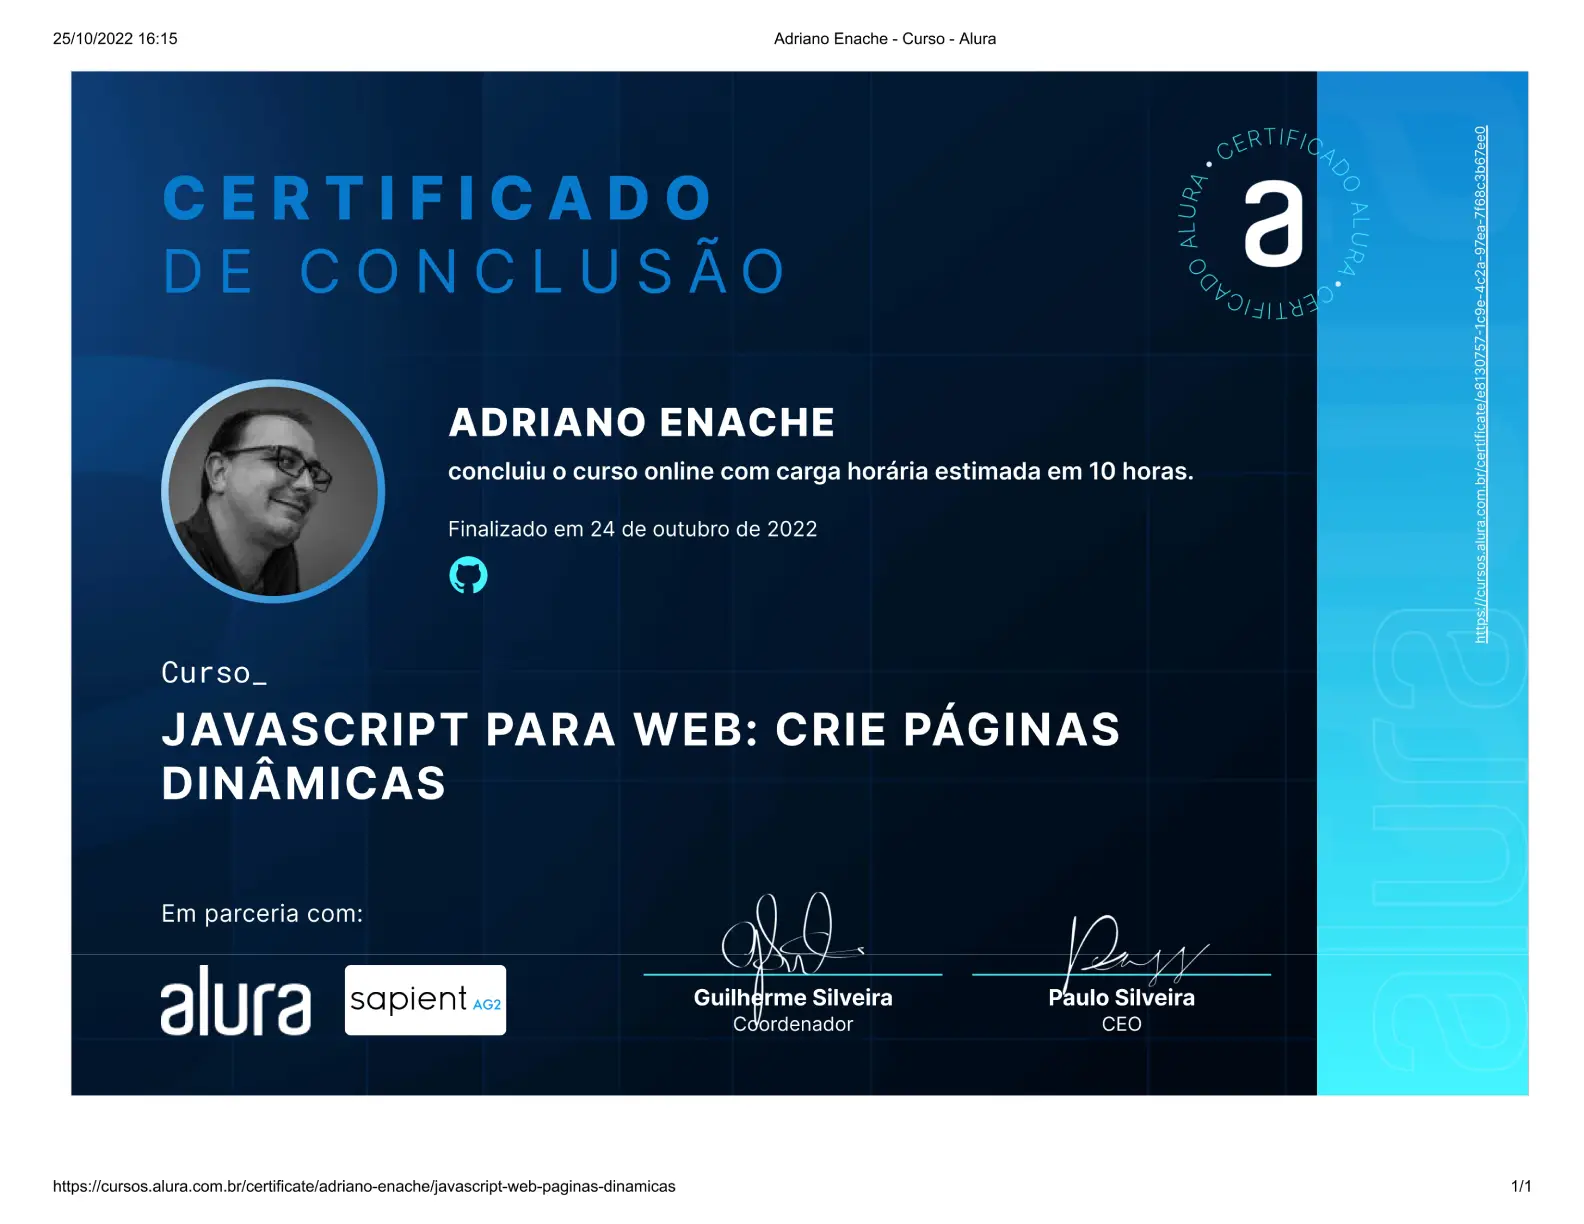 25/10/2022 16:15
Adriano Enache - Curso - Alura
CERTIFICADO
DE CONCLUSÃO
CERTIFICADO ALURA • CERTIFICADO ALURA •
a
https://cursos.alura.com.br/certificate/e8130757-1c9e-4c2a-97ea-7f68c3b67ee0
ADRIANO ENACHE
concluiu o curso online com carga horária estimada em 10 horas.
Finalizado em 24 de outubro de 2022
Curso_
JAVASCRIPT PARA WEB: CRIE PÁGINAS
DINÂMICAS
Em parceria com:
alura
sapient AG2
Guilherme Silveira
Coordenador
Paulo Silveira
CEO
alura
alura
https://cursos.alura.com.br/certificate/adriano-enache/javascript-web-paginas-dinamicas
1/1